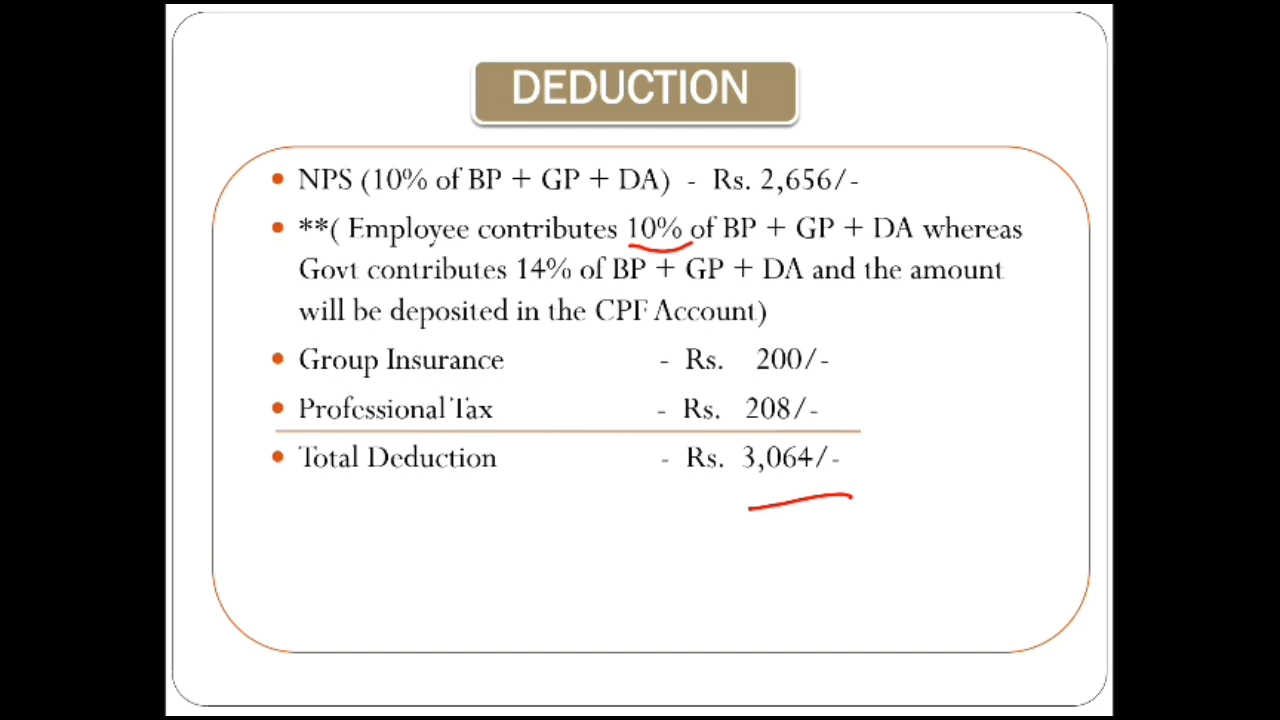 DEDUCTION
NPS (10% of BP + GP + DA) - Rs. 2,656/-
**( Employee contributes 10% of BP + GP + DA whereas
Govt contributes 14% of BP + GP + DA and the amount
will be deposited in the CPF Account)
Group Insurance - Rs. 200/-
Professional Tax - Rs. 208/-
Total Deduction - Rs. 3,064/-